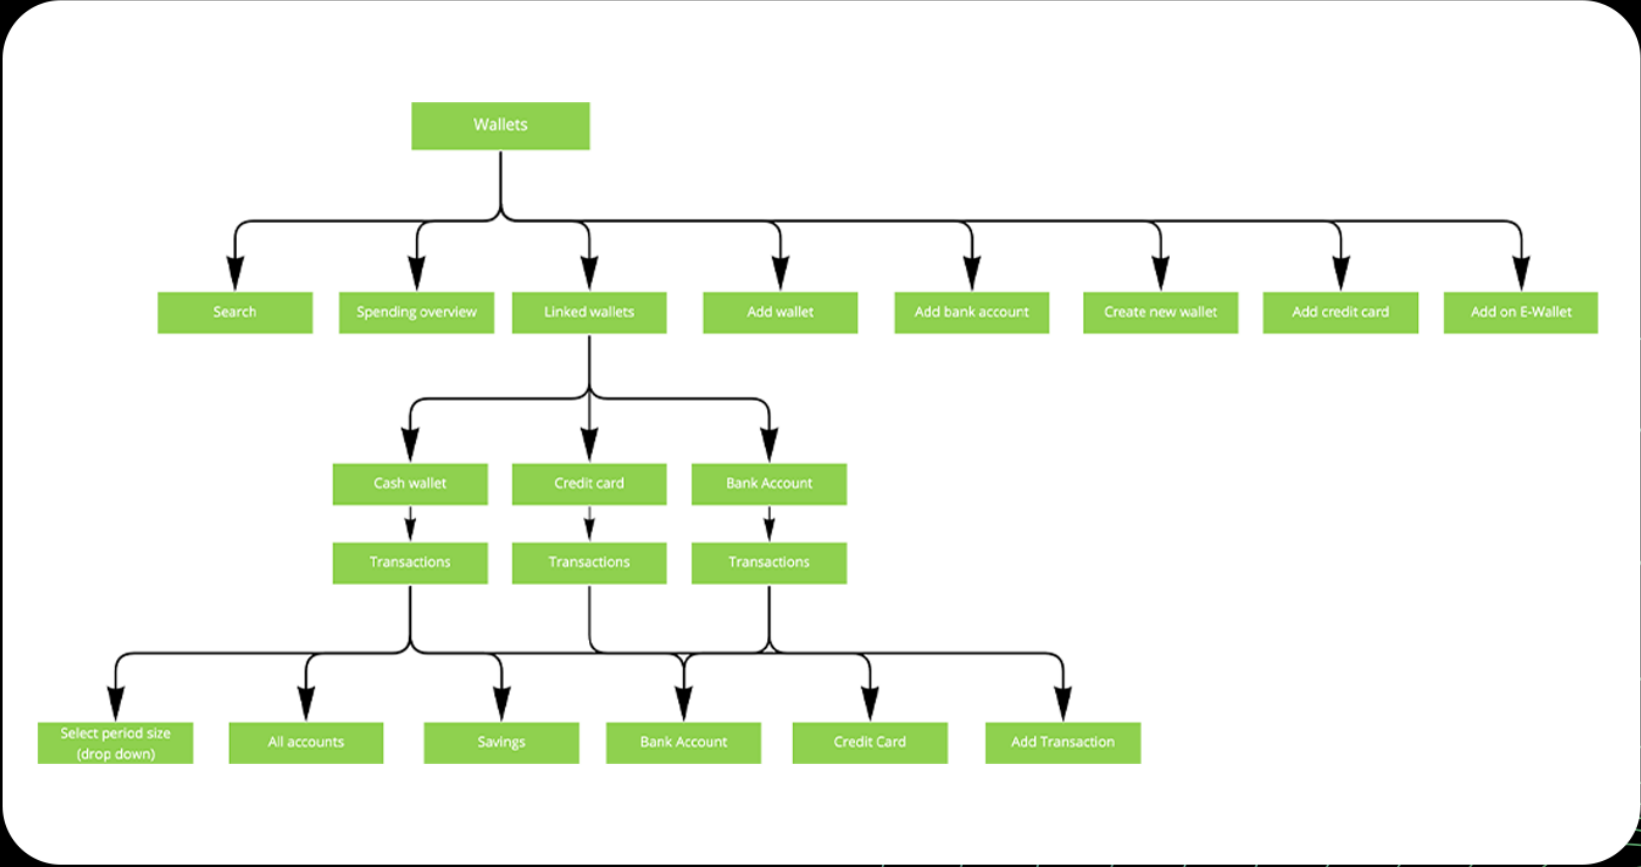 Wallets
Search
Spending overview
Linked wallets
Add wallet
Add bank account
Create new wallet
Add credit card
Add on E-Wallet
Cash wallet
Credit card
Bank Account
Transactions
Transactions
Transactions
Select period size
(drop down)
All accounts
Savings
Bank Account
Credit Card
Add Transaction